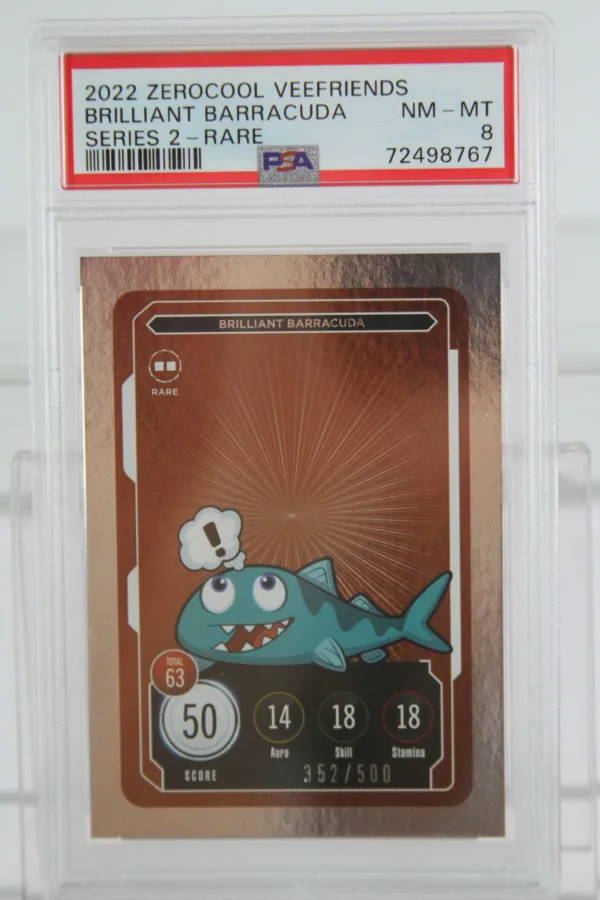 2022 ZEROCOOL VEEFRIENDS
BRILLIANT BARRACUDA NM - MT
SERIES 2 - RARE 8
PSA 72498767
BRILLIANT BARRACUDA
RARE
!
TOTAL
63
50 14 18 18
Aura Skill Stamina
SCORE 352/500